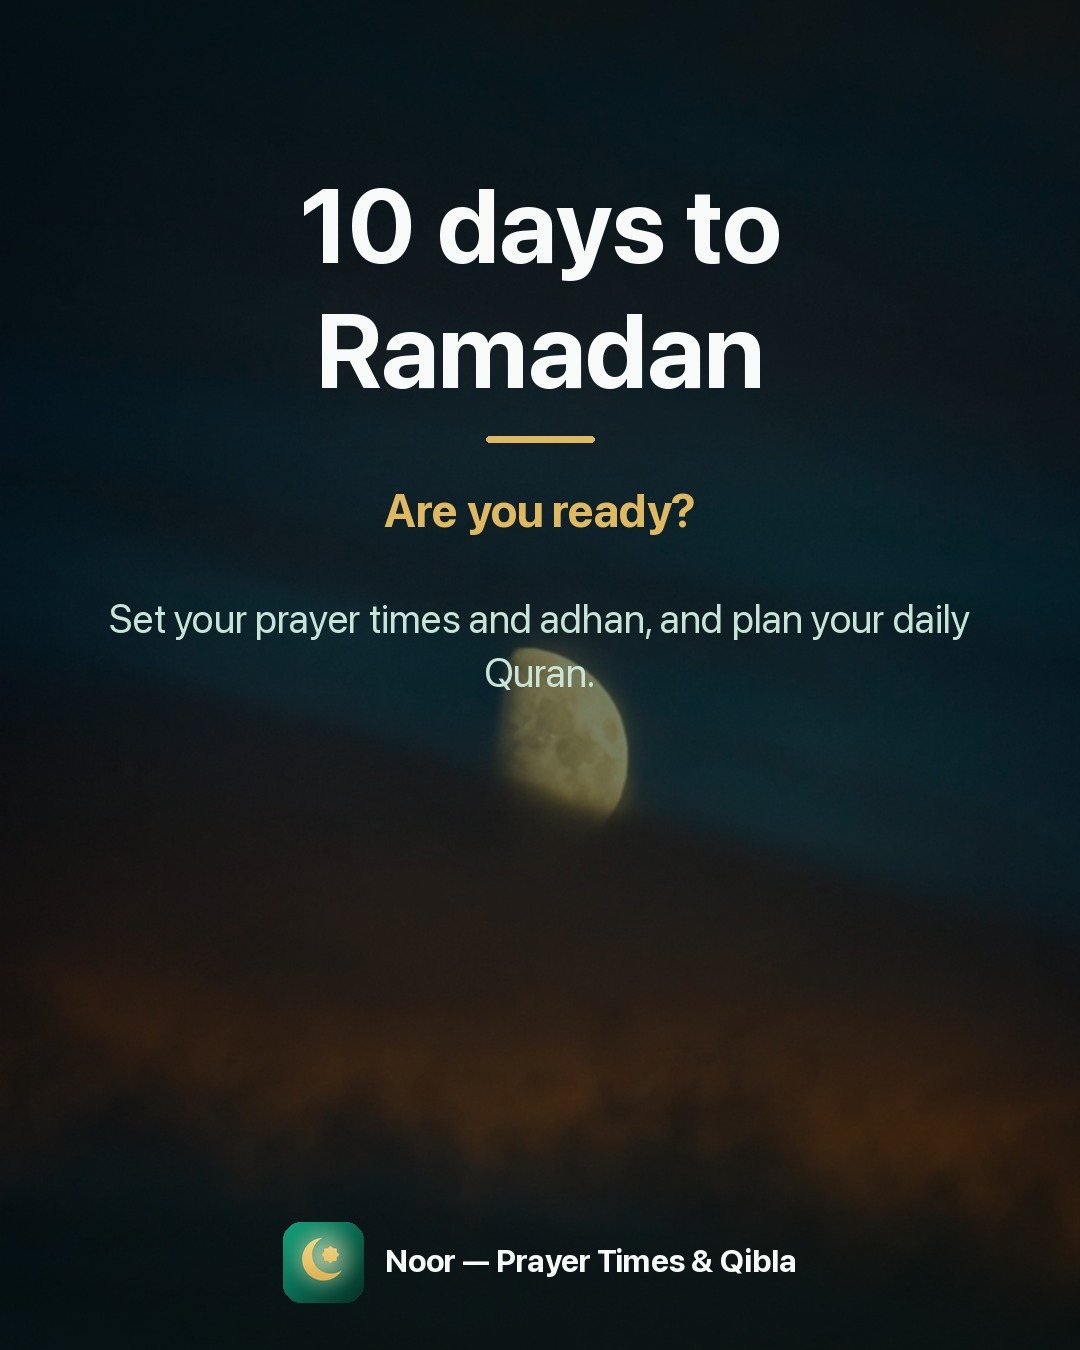 10 days to
Ramadan
Are you ready?
Set your prayer times and adhan, and plan your daily
Quran.
Noor — Prayer Times & Qibla